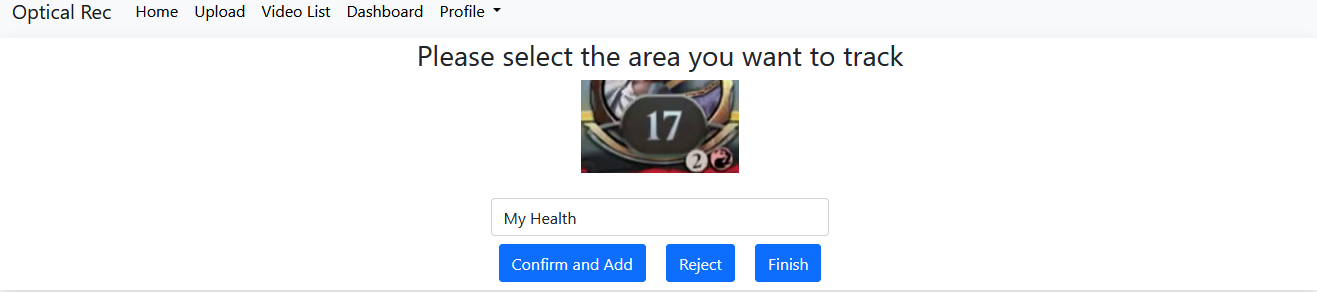 Optical Rec Home Upload Video List Dashboard Profile
Please select the area you want to track
17
2
My Health
Confirm and Add Reject Finish